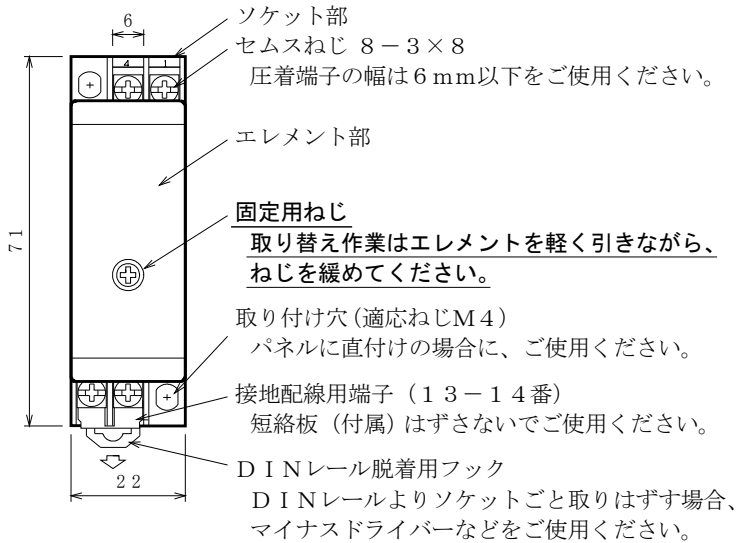 6
ソケット部
セムスねじ ８－３×８
圧着端子の幅は６ｍｍ以下をご使用ください。
4 1
エレメント部
71
固定用ねじ
取り替え作業はエレメントを軽く引きながら、
ねじを緩めてください。
取り付け穴(適応ねじＭ４)
パネルに直付けの場合に、ご使用ください。
接地配線用端子（１３－１４番）
短絡板（付属）はずさないでご使用ください。
ＤＩＮレール脱着用フック
22
ＤＩＮレールよりソケットごと取りはずす場合、
マイナスドライバーなどをご使用ください。